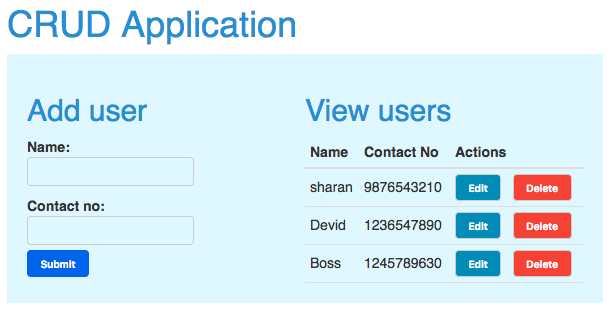 CRUD Application
Add user
Name:
Contact no:
Submit
View users
Name Contact No Actions
sharan 9876543210 Edit Delete
Devid 1236547890 Edit Delete
Boss 1245789630 Edit Delete